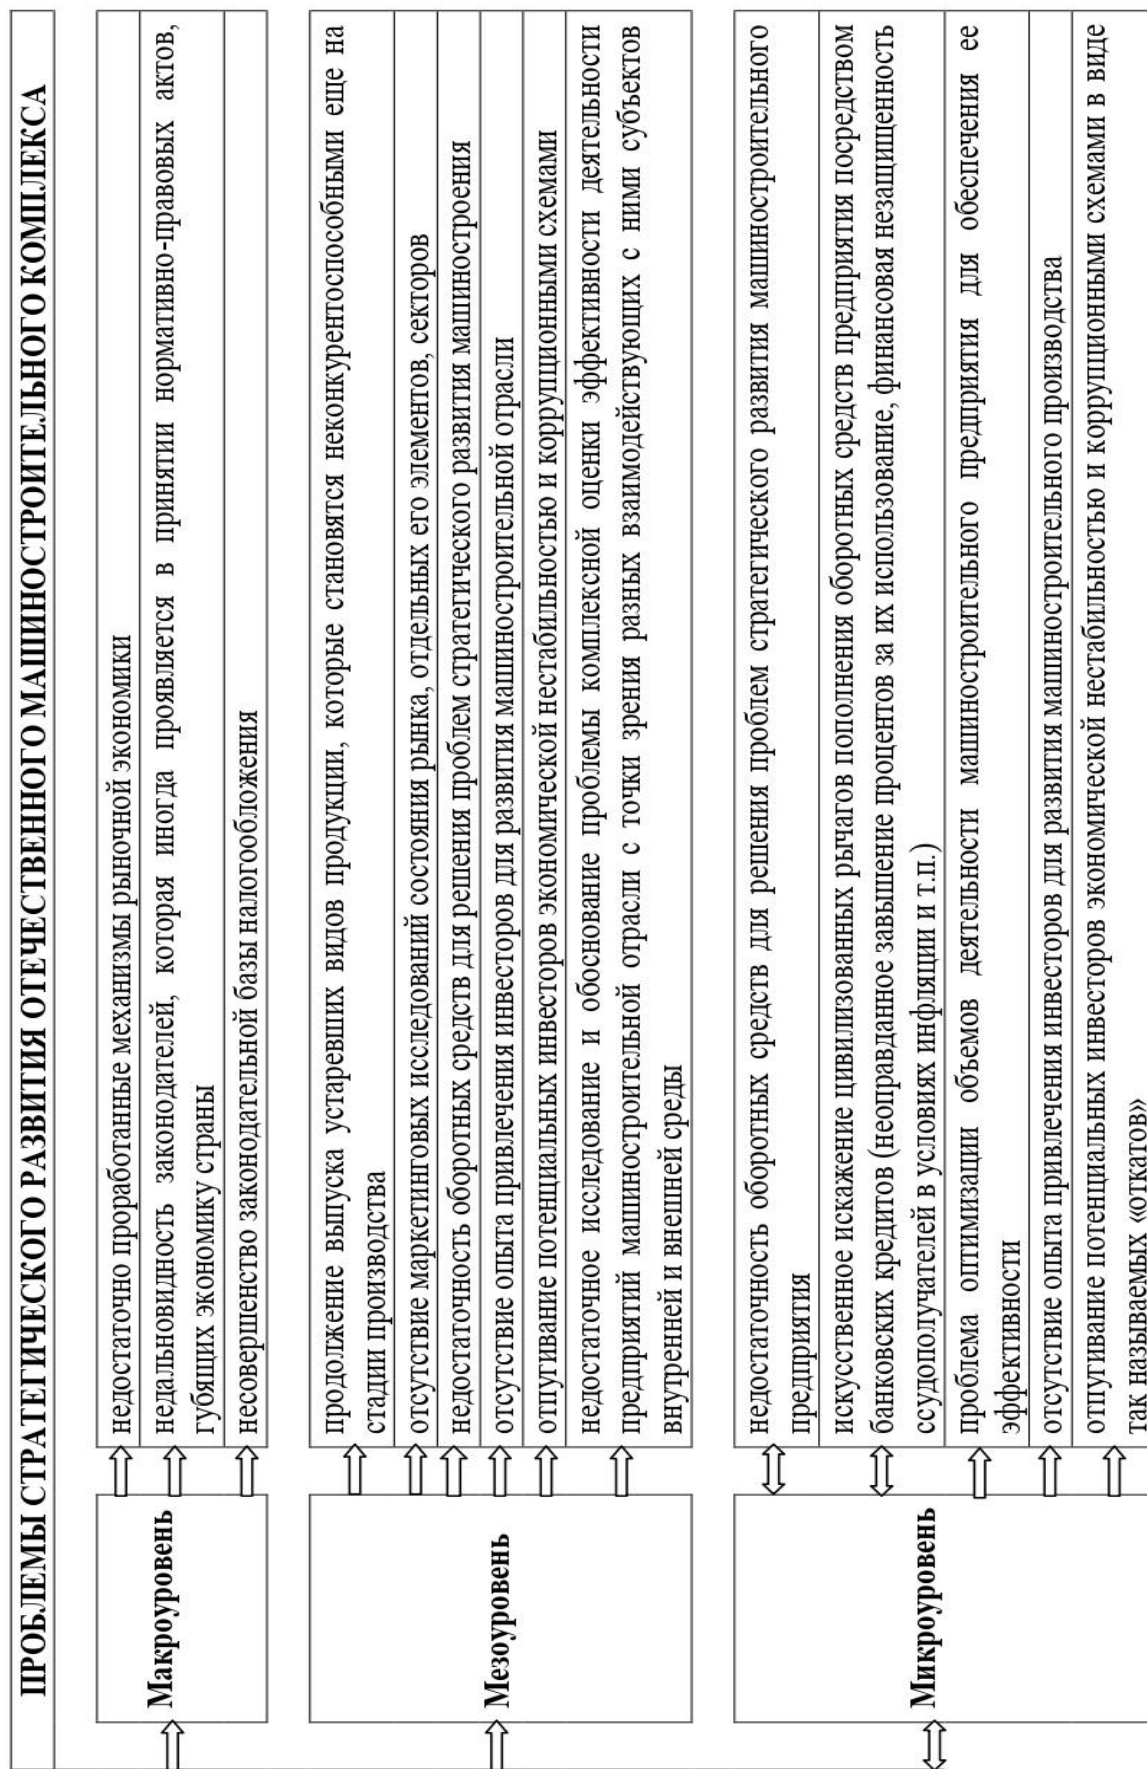 ПРОБЛЕМЫ СТРАТЕГИЧЕСКОГО РАЗВИТИЯ ОТЕЧЕСТВЕННОГО МАШИНОСТРОИТЕЛЬНОГО КОМПЛЕКСА
Макроуровень
недостаточно проработанные механизмы рыночной экономики
недальновидность законодателей, которая иногда проявляется в принятии нормативно-правовых актов,
губящих экономику страны
несовершенство законодательной базы налогообложения
Мезоуровень
продолжение выпуска устаревших видов продукции, которые становятся неконкурентоспособными еще на
стадии производства
отсутствие маркетинговых исследований состояния рынка, отдельных его элементов, секторов
недостаточность оборотных средств для решения проблем стратегического развития машиностроения
отсутствие опыта привлечения инвесторов для развития машиностроительной отрасли
отпугивание потенциальных инвесторов экономической нестабильностью и коррупционными схемами
недостаточное исследование и обоснование проблемы комплексной оценки эффективности деятельности
предприятий машиностроительной отрасли с точки зрения разных взаимодействующих с ними субъектов
внутренней и внешней среды
Микроуровень
недостаточность оборотных средств для решения проблем стратегического развития машиностроительного
предприятия
искусственное искажение цивилизованных рычагов пополнения оборотных средств предприятия посредством
банковских кредитов (неоправданное завышение процентов за их использование, финансовая незащищенность
ссудополучателей в условиях инфляции и т.п.)
проблема оптимизации объемов деятельности машиностроительного предприятия для обеспечения ее
эффективности
отсутствие опыта привлечения инвесторов для развития машиностроительного производства
отпугивание потенциальных инвесторов экономической нестабильностью и коррупционными схемами в виде
так называемых «откатов»